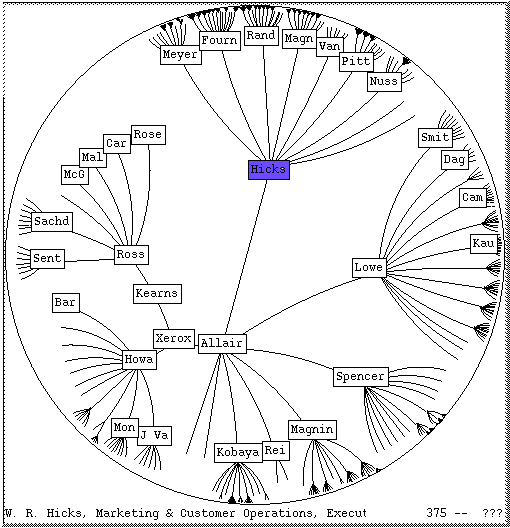 Fourn
Rand
Magn
Van
Meyer
Pitt
Nuss
Rose
Car
Mal
McG
Smit
Dag
Hicks
Cam
Sachd
Kau
Ross
Sent
Lowe
Kearns
Bar
Xerox
Allair
Howa
Spencer
Mon
J Va
Magnin
Kobaya
Rei
W. R. Hicks, Marketing & Customer Operations, Execut
375 -- ???